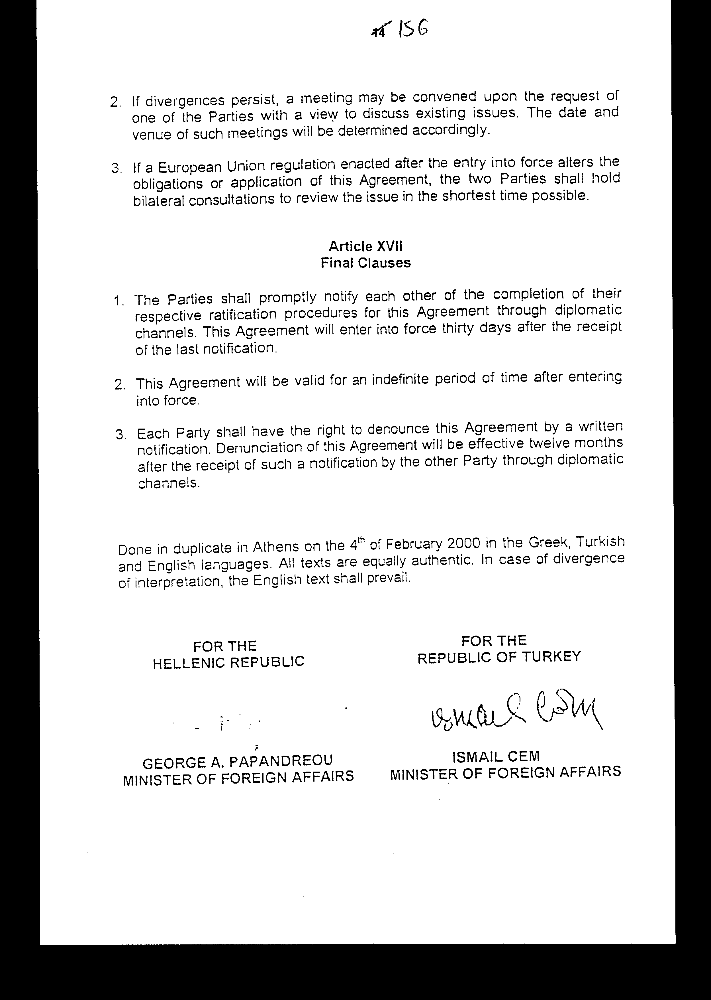 14 156
2. If divergences persist, a meeting may be convened upon the request of
one of the Parties with a view to discuss existing issues. The date and
venue of such meetings will be determined accordingly.
3. If a European Union regulation enacted after the entry into force alters the
obligations or application of this Agreement, the two Parties shall hold
bilateral consultations to review the issue in the shortest time possible.
Article XVII
Final Clauses
1. The Parties shall promptly notify each other of the completion of their
respective ratification procedures for this Agreement through diplomatic
channels. This Agreement will enter into force thirty days after the receipt
of the last notification.
2. This Agreement will be valid for an indefinite period of time after entering
into force.
3. Each Party shall have the right to denounce this Agreement by a written
notification. Denunciation of this Agreement will be effective twelve months
after the receipt of such a notification by the other Party through diplomatic
channels.
Done in duplicate in Athens on the 4th of February 2000 in the Greek, Turkish
and English languages. All texts are equally authentic. In case of divergence
of interpretation, the English text shall prevail.
FOR THE
HELLENIC REPUBLIC
FOR THE
REPUBLIC OF TURKEY
Ismail Cem
GEORGE A. PAPANDREOU
MINISTER OF FOREIGN AFFAIRS
ISMAIL CEM
MINISTER OF FOREIGN AFFAIRS